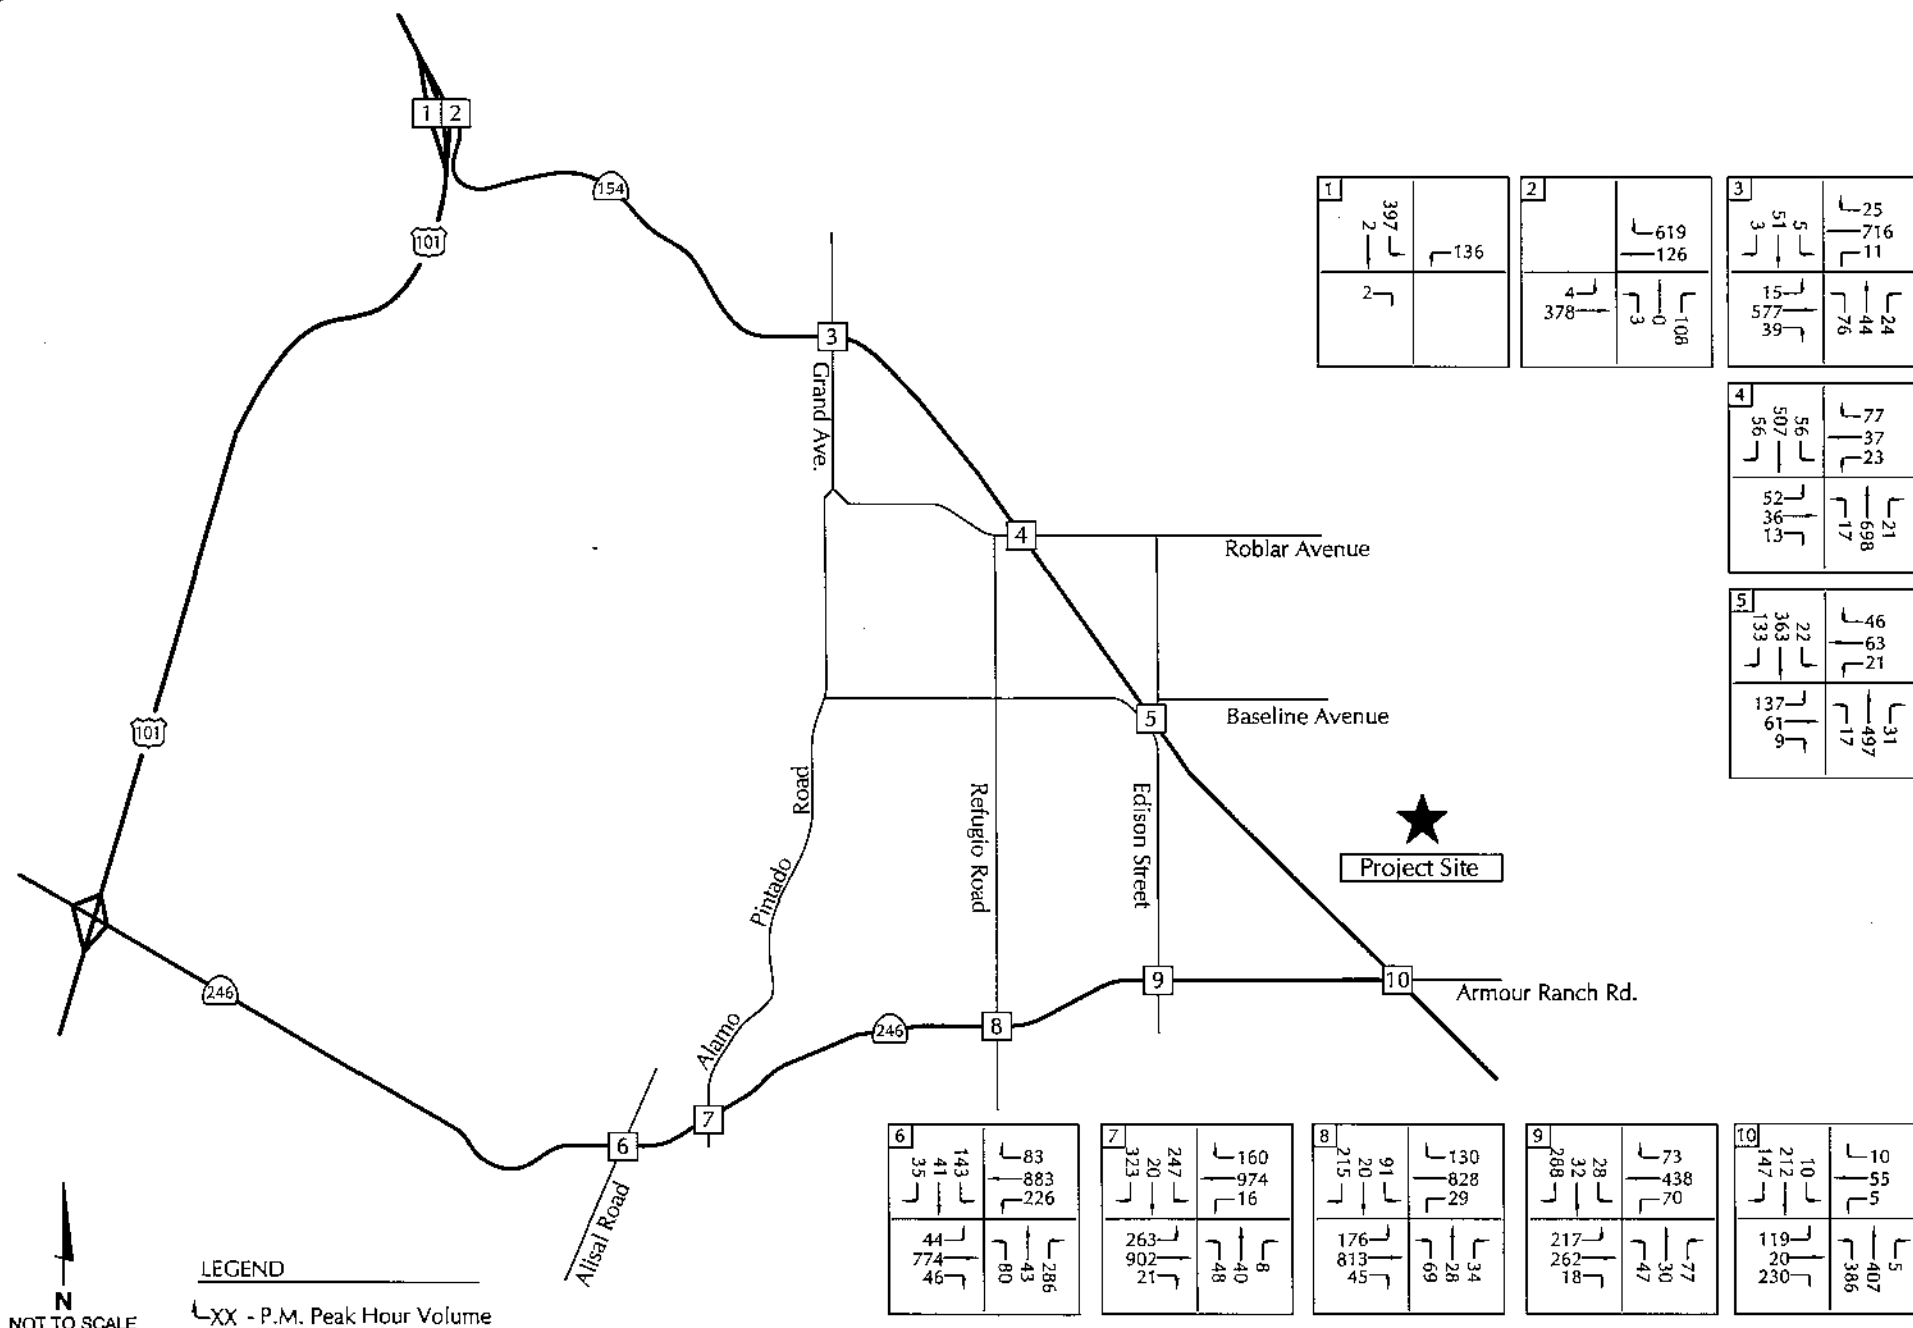 1 2
154
101
3
Grand Ave.
4
Roblar Avenue
5
Baseline Avenue
101
Road
Pintado
Alamo
Refugio Road
Edison Street
Project Site
246
9
10
Armour Ranch Rd.
246
8
7
6
Alisal Road
N
NOT TO SCALE
LEGEND
XX - P.M. Peak Hour Volume
1
2 397
136
2
2
619
126
4
378
3 0 108
3
3 51 5
25
716
11
15
577
39
76 44 24
4
56 507 56
77
37
23
52
36
13
17 698 21
5
133 363 22
46
63
21
137
61
9
17 497 31
6
35 41 143
83
883
226
44
774
46
80 43 286
7
323 20 247
160
974
16
263
902
21
48 40 8
8
215 20 91
130
828
29
176
813
45
69 28 34
9
288 32 28
73
438
70
217
262
18
47 30 77
10
147 212 10
10
55
5
119
20
230
386 407 5